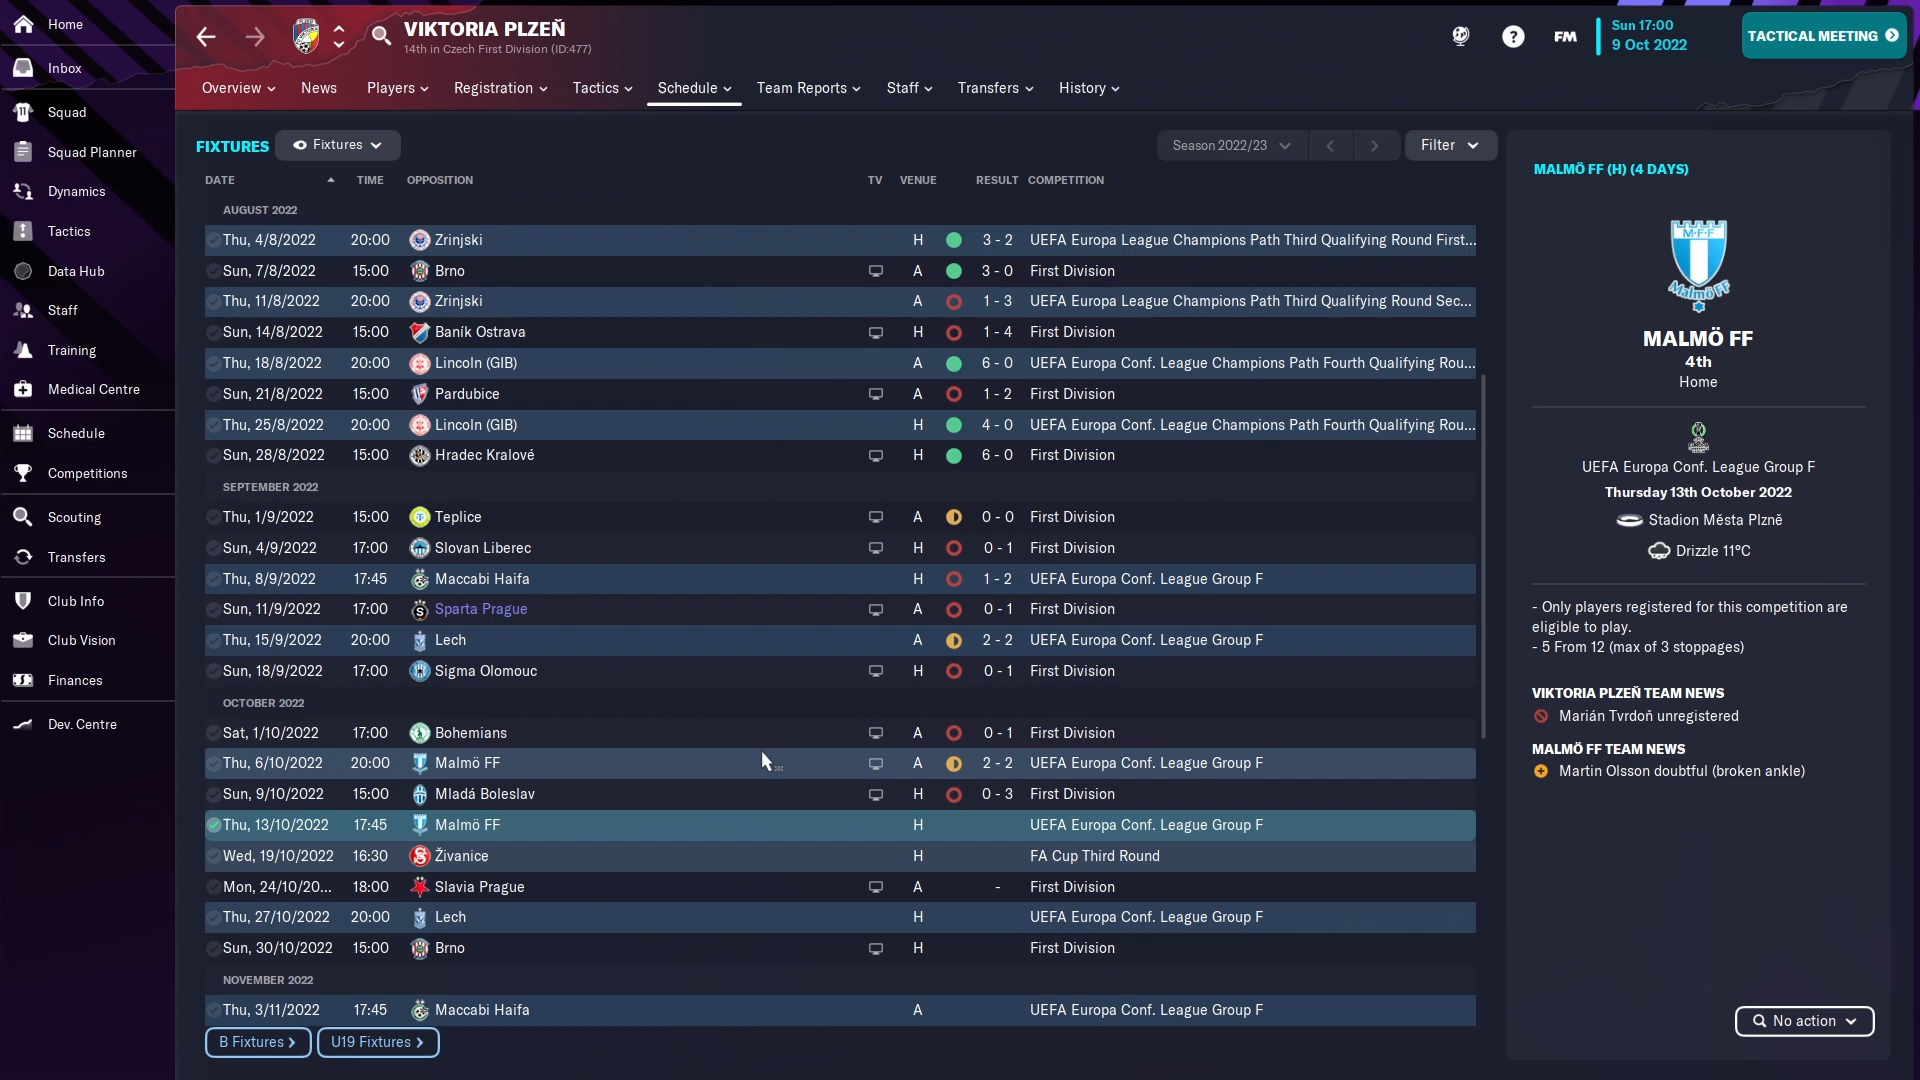 Home
Inbox
Squad
Squad Planner
Dynamics
Tactics
Data Hub
Staff
Training
Medical Centre
Schedule
Competitions
Scouting
Transfers
Club Info
Club Vision
Finances
Dev. Centre
VIKTORIA PLZEŇ
14th in Czech First Division (ID:477)
FM
Sun 17:00
9 Oct 2022
TACTICAL MEETING
Overview News Players Registration Tactics Schedule Team Reports Staff Transfers History
FIXTURES Fixtures Season 2022/23 Filter
DATE TIME OPPOSITION TV VENUE RESULT COMPETITION
AUGUST 2022
Thu, 4/8/2022 20:00 Zrinjski H 3 - 2 UEFA Europa League Champions Path Third Qualifying Round First...
Sun, 7/8/2022 15:00 Brno A 3 - 0 First Division
Thu, 11/8/2022 20:00 Zrinjski A 1 - 3 UEFA Europa League Champions Path Third Qualifying Round Sec...
Sun, 14/8/2022 15:00 Baník Ostrava H 1 - 4 First Division
Thu, 18/8/2022 20:00 Lincoln (GIB) A 6 - 0 UEFA Europa Conf. League Champions Path Fourth Qualifying Rou...
Sun, 21/8/2022 15:00 Pardubice A 1 - 2 First Division
Thu, 25/8/2022 20:00 Lincoln (GIB) H 4 - 0 UEFA Europa Conf. League Champions Path Fourth Qualifying Rou...
Sun, 28/8/2022 15:00 Hradec Kralové H 6 - 0 First Division
SEPTEMBER 2022
Thu, 1/9/2022 15:00 Teplice A 0 - 0 First Division
Sun, 4/9/2022 17:00 Slovan Liberec H 0 - 1 First Division
Thu, 8/9/2022 17:45 Maccabi Haifa H 1 - 2 UEFA Europa Conf. League Group F
Sun, 11/9/2022 17:00 Sparta Prague A 0 - 1 First Division
Thu, 15/9/2022 20:00 Lech A 2 - 2 UEFA Europa Conf. League Group F
Sun, 18/9/2022 17:00 Sigma Olomouc H 0 - 1 First Division
OCTOBER 2022
Sat, 1/10/2022 17:00 Bohemians A 0 - 1 First Division
Thu, 6/10/2022 20:00 Malmö FF A 2 - 2 UEFA Europa Conf. League Group F
Sun, 9/10/2022 15:00 Mladá Boleslav H 0 - 3 First Division
Thu, 13/10/2022 17:45 Malmö FF H UEFA Europa Conf. League Group F
Wed, 19/10/2022 16:30 Živanice H FA Cup Third Round
Mon, 24/10/20... 18:00 Slavia Prague A - First Division
Thu, 27/10/2022 20:00 Lech H UEFA Europa Conf. League Group F
Sun, 30/10/2022 15:00 Brno H First Division
NOVEMBER 2022
Thu, 3/11/2022 17:45 Maccabi Haifa A UEFA Europa Conf. League Group F
B Fixtures U19 Fixtures
MALMÖ FF (H) (4 DAYS)
M·F·F
Malmö FF
MALMÖ FF
4th
Home
UEFA Europa Conf. League Group F
Thursday 13th October 2022
Stadion Města Plzně
Drizzle 11°C
- Only players registered for this competition are
eligible to play.
- 5 From 12 (max of 3 stoppages)
VIKTORIA PLZEŇ TEAM NEWS
Marián Tvrdoň unregistered
MALMÖ FF TEAM NEWS
Martin Olsson doubtful (broken ankle)
No action